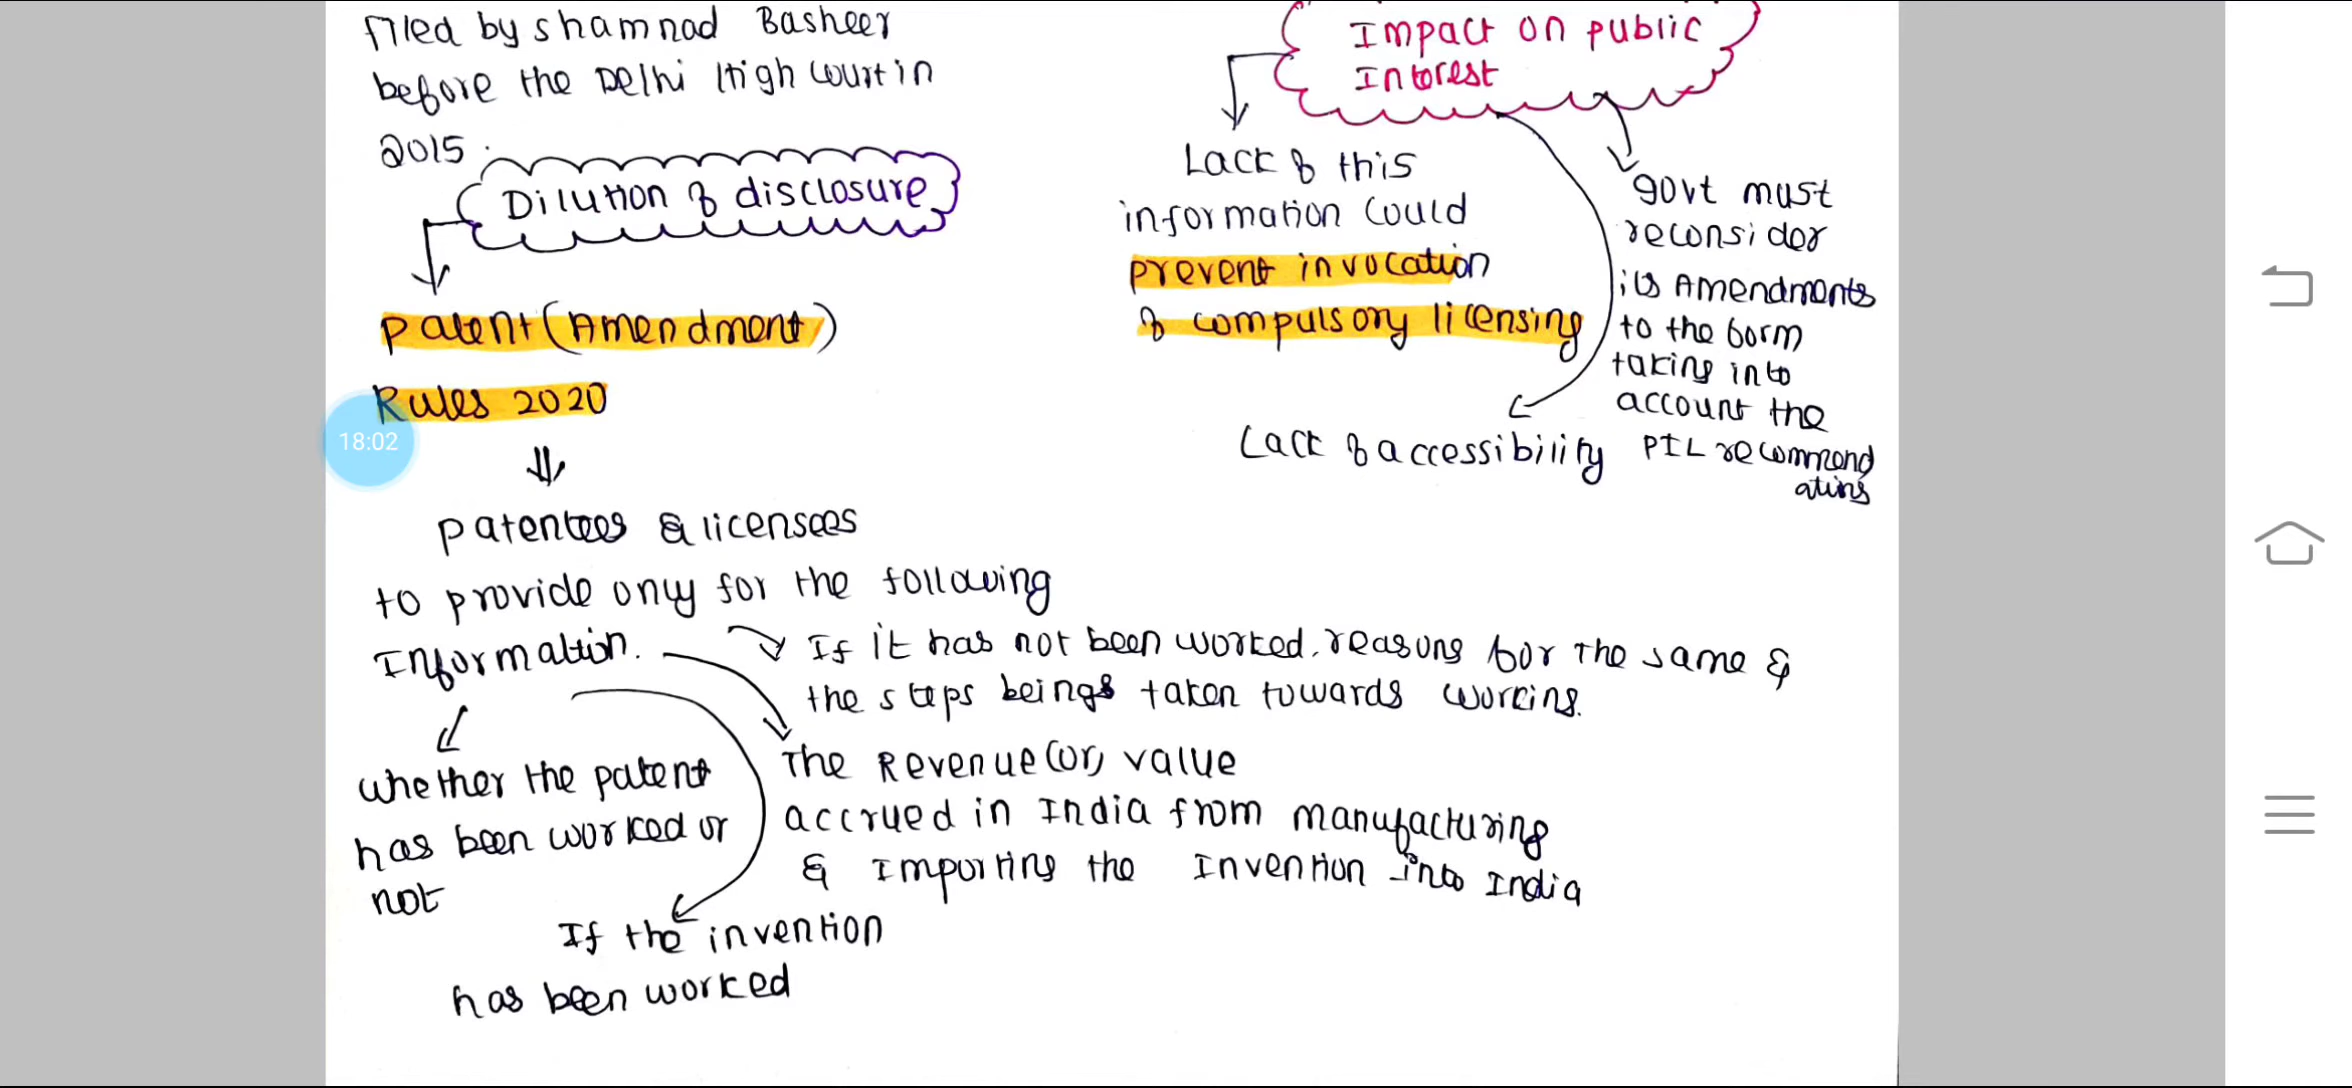 filed by shamnad Basheer
before the Delhi High Court in
2015.
Dilution of disclosure
Patent (Amendment)
Rules 2020
18:02
Patentees & licensees
to provide only for the following
Information.
whether the patent
has been worked or
not
If the invention
has been worked
If it has not been worked, reasons for the same &
the steps beings taken towards working.
The Revenue (or) value
accrued in India from manufacturing
& Importing the Invention into India
Impact on public
Interest
Lack of this
information could
prevent invocation
of compulsory licensing
Lack of accessibility
govt must
reconsider
its Amendments
to the form
taking into
account the
PIL recommend
ations